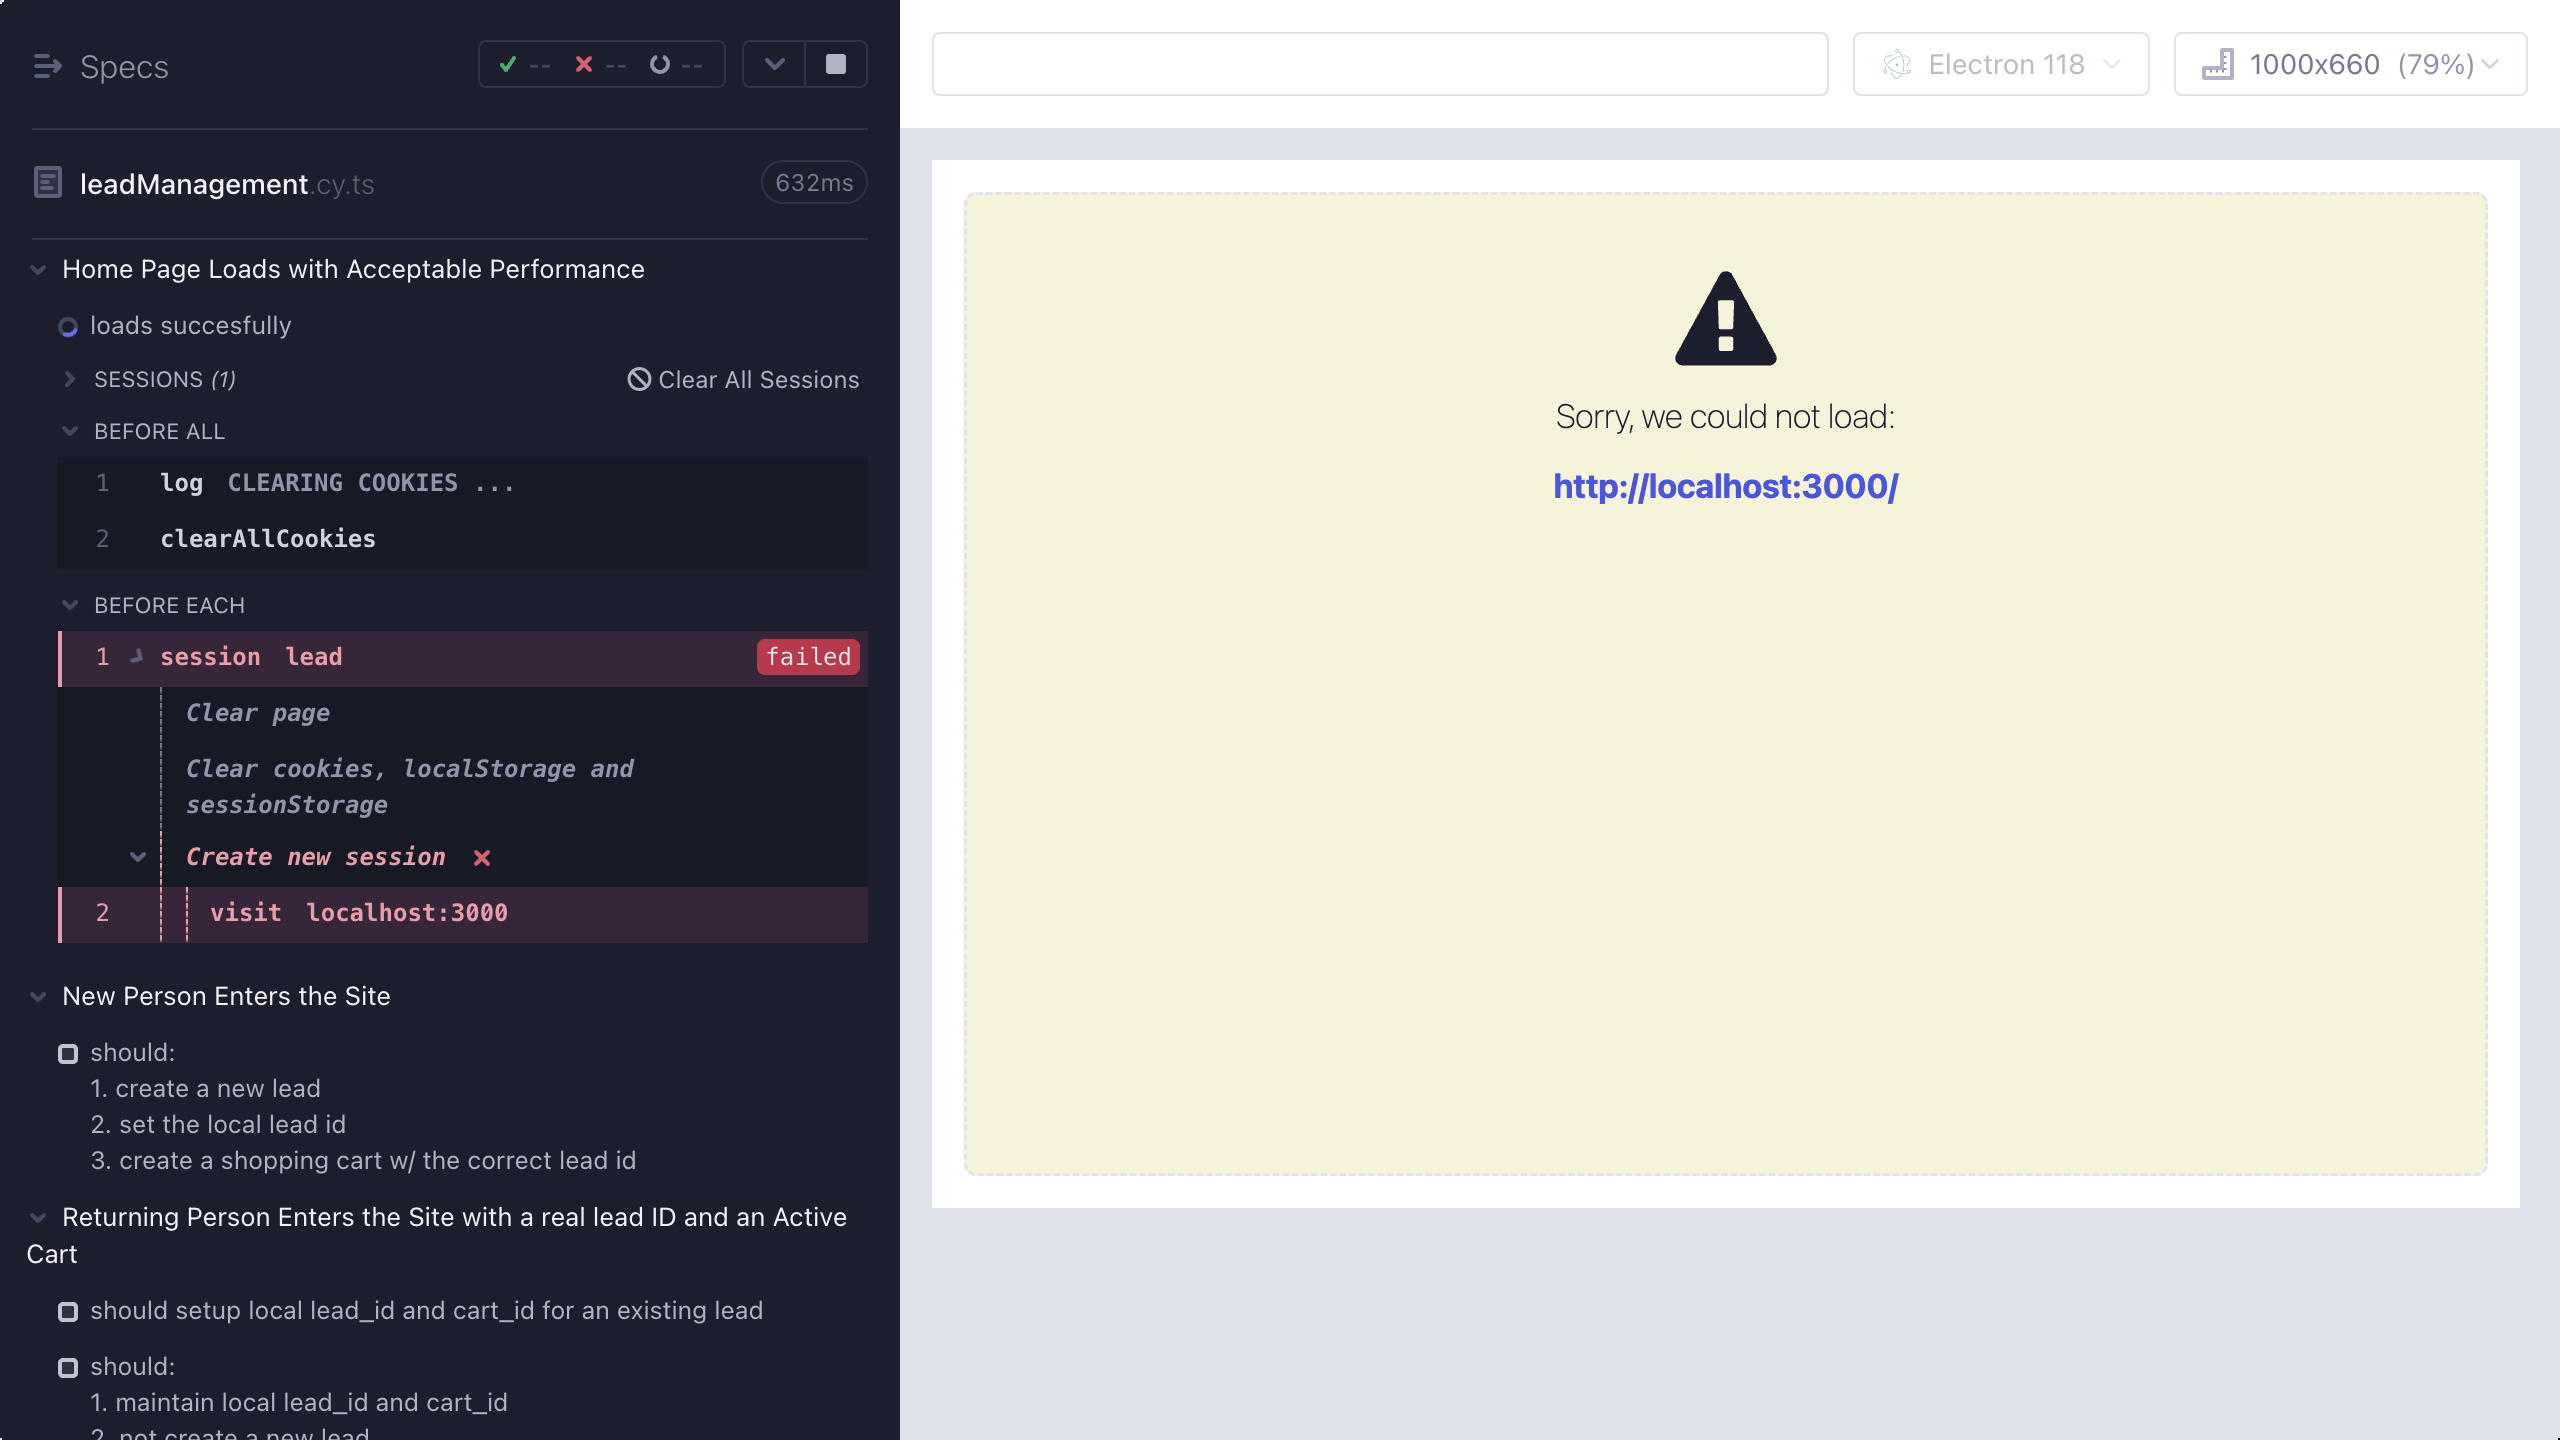 Specs
-- -- --
leadManagement.cy.ts
632ms
Home Page Loads with Acceptable Performance
loads succesfully
SESSIONS (1)
Clear All Sessions
BEFORE ALL
1 log CLEARING COOKIES ...
2 clearAllCookies
BEFORE EACH
1 session lead failed
Clear page
Clear cookies, localStorage and
sessionStorage
Create new session
2 visit localhost:3000
New Person Enters the Site
should:
1. create a new lead
2. set the local lead id
3. create a shopping cart w/ the correct lead id
Returning Person Enters the Site with a real lead ID and an Active
Cart
should setup local lead_id and cart_id for an existing lead
should:
1. maintain local lead_id and cart_id
2. not create a new lead
Electron 118
1000x660 (79%)
Sorry, we could not load:
http://localhost:3000/